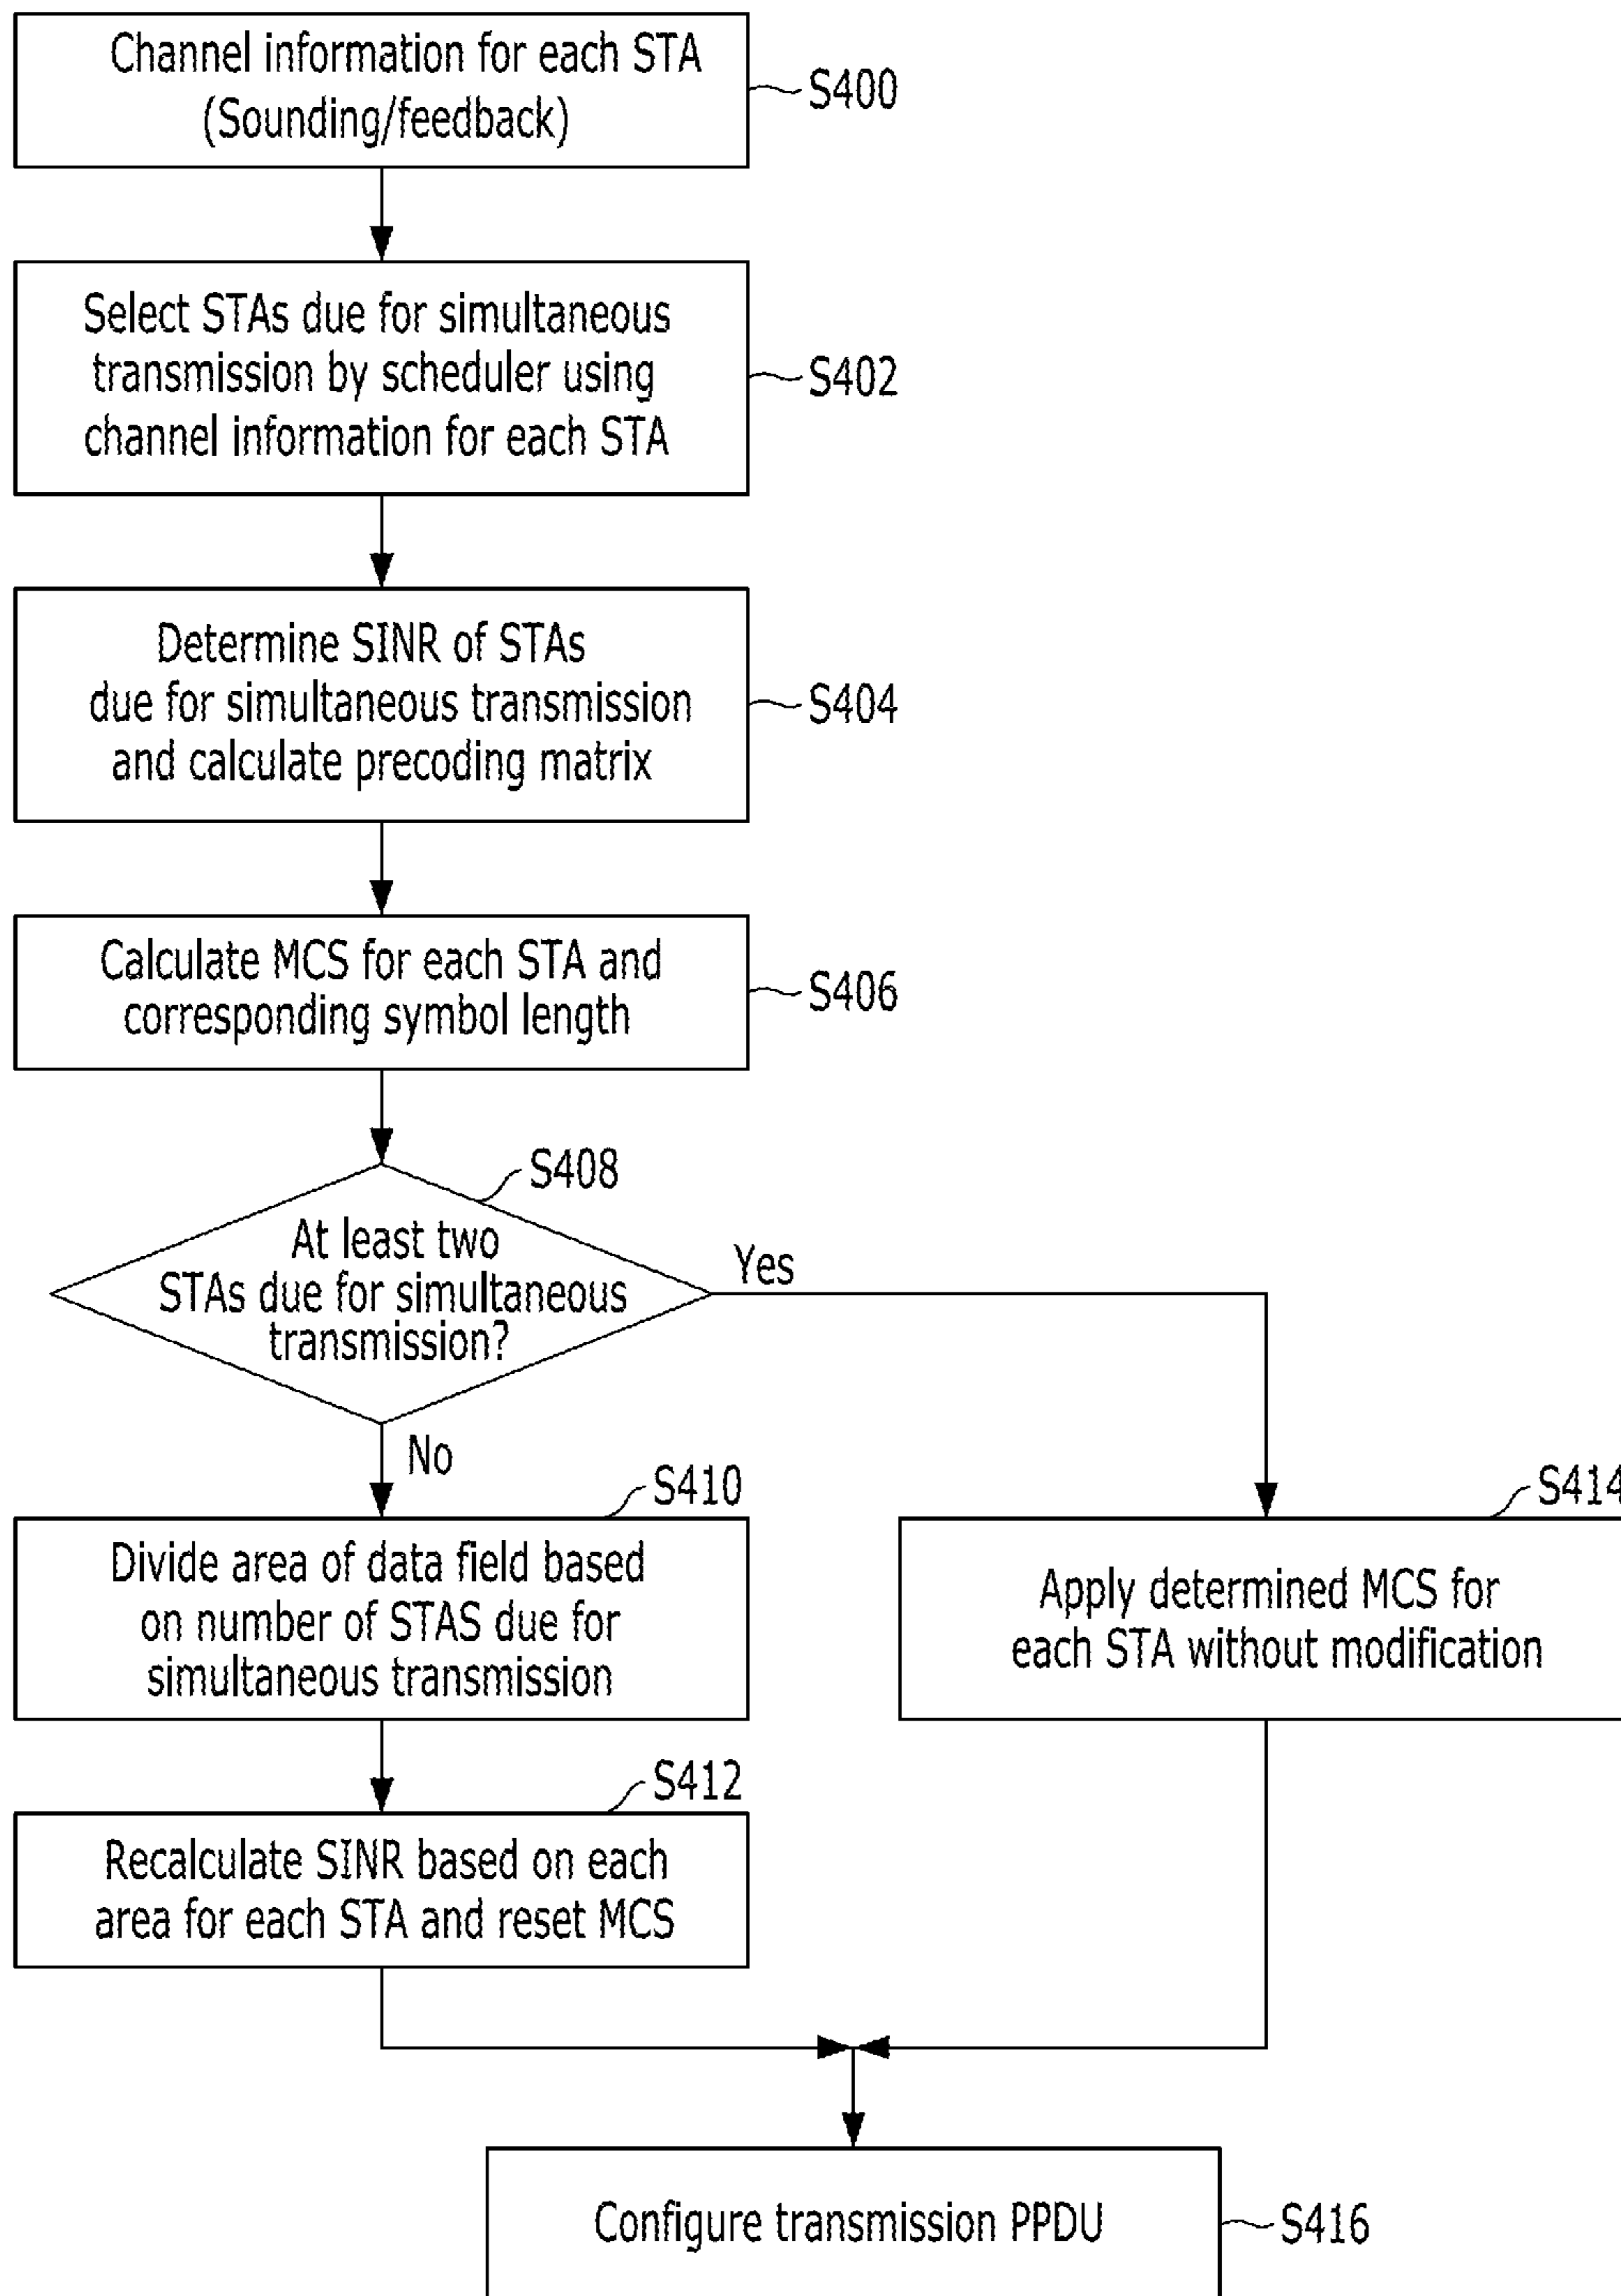 Channel information for each STA
(Sounding/feedback)
S400
Select STAs due for simultaneous
transmission by scheduler using
channel information for each STA
S402
Determine SINR of STAs
due for simultaneous transmission
and calculate precoding matrix
S404
Calculate MCS for each STA and
corresponding symbol length
S406
S408
At least two
STAs due for simultaneous
transmission?
Yes
No
S410
Divide area of data field based
on number of STAS due for
simultaneous transmission
S414
Apply determined MCS for
each STA without modification
S412
Recalculate SINR based on each
area for each STA and reset MCS
Configure transmission PPDU
S416